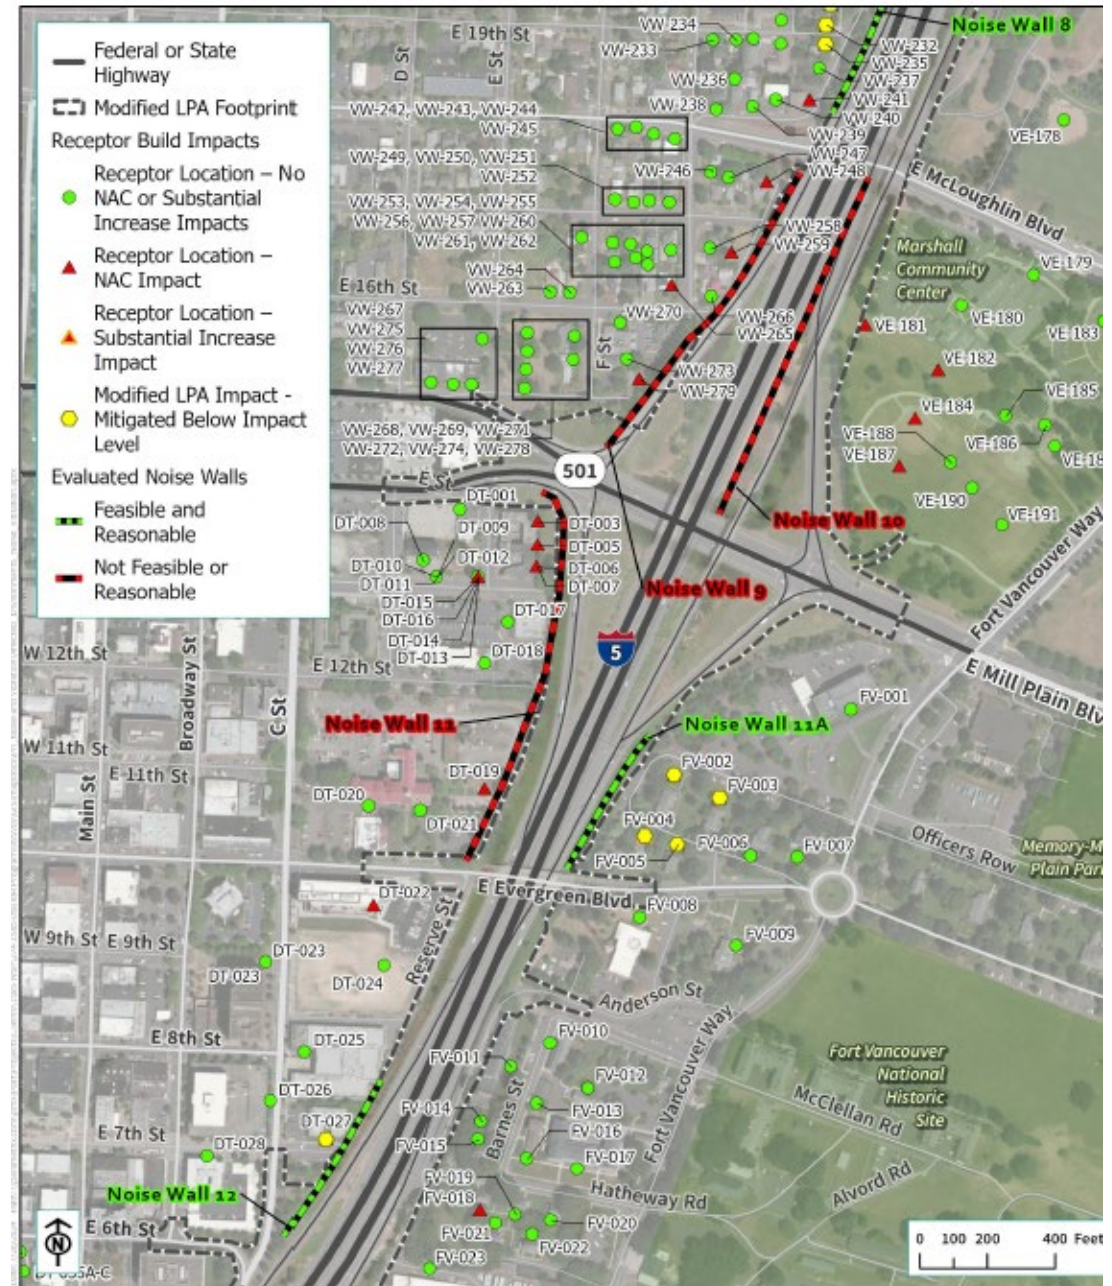 Federal or State
Highway
Modified LPA Footprint
Receptor Build Impacts
Receptor Location – No
NAC or Substantial
Increase Impacts
Receptor Location –
NAC Impact
Receptor Location –
Substantial Increase
Impact
Modified LPA Impact -
Mitigated Below Impact
Level
Evaluated Noise Walls
Feasible and
Reasonable
Not Feasible or
Reasonable
E 19th St
D St
E St
VW-234
VW-233
Noise Wall 8
VW-232
VW-235
VW-237
VW-236
VW-241
VW-238
VW-240
VW-239
VW-242, VW-243, VW-244
VW-245
VE-178
VW-247
VW-246
VW-248
VW-249, VW-250, VW-251
VW-252
E McLoughlin Blvd
VW-253, VW-254, VW-255
VW-256, VW-257 VW-260
VW-261, VW-262
VW-258
VW-259
Marshall
Community
Center
VE-179
VW-264
VW-263
E 16th St
VE-180
VW-267
VW-275
VW-276
VW-277
F St
VW-270
VW-266
VW-265
VE-181
VE-183
VE-182
VW-273
VW-279
VE-185
VE-184
VW-268, VW-269, VW-271
VW-272, VW-274, VW-278
VE-188
VE-186
VE-187
501
E St
VE-190
VE-191
DT-001
DT-008
DT-009
DT-003
Noise Wall 10
DT-012
DT-005
DT-010
DT-006
DT-011
DT-007
Noise Wall 9
DT-015
DT-016
DT-017
DT-014
DT-013
DT-018
Fort Vancouver Way
5
W 12th St
E 12th St
E Mill Plain Blv
Broadway St
C St
FV-001
Noise Wall 11
Noise Wall 11A
W 11th St
E 11th St
Main St
DT-019
FV-002
FV-003
DT-020
DT-021
FV-004
FV-005
FV-006
FV-007
Officers Row
Memory-M
Plain Park
DT-022
E Evergreen Blvd
FV-008
W 9th St
E 9th St
DT-023
DT-023
DT-024
Reserve St
FV-009
Anderson St
E 8th St
DT-025
FV-010
FV-011
FV-012
Fort Vancouver Way
Fort Vancouver
National
Historic
Site
McClellan Rd
DT-026
FV-013
FV-014
Barnes St
E 7th St
DT-027
DT-028
FV-015
FV-016
FV-017
Noise Wall 12
FV-019
FV-018
Hatheway Rd
Alvord Rd
E 6th St
FV-021
FV-020
FV-022
FV-023
N
0 100 200 400 Feet